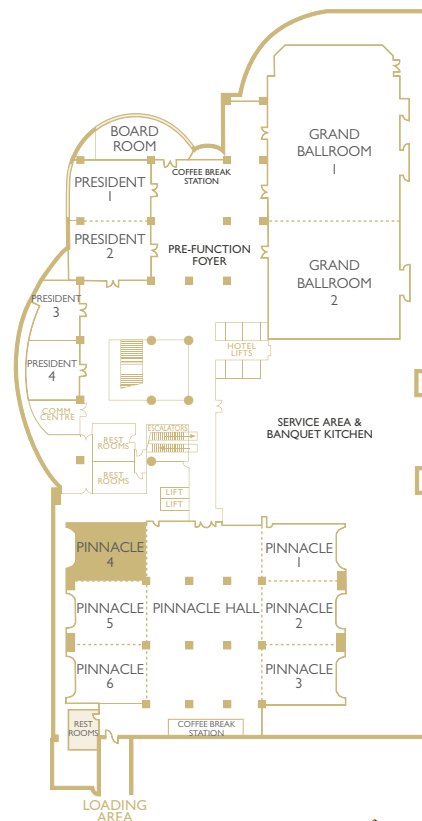 BOARD
ROOM
COFFEE BREAK
STATION
GRAND
BALLROOM
1
PRESIDENT
1
PRESIDENT
2
PRE-FUNCTION
FOYER
GRAND
BALLROOM
2
PRESIDENT
3
HOTEL
LIFTS
PRESIDENT
4
COMM.
CENTRE
ESCALATORS
SERVICE AREA &
BANQUET KITCHEN
REST
ROOMS
REST
ROOMS
LIFT
LIFT
PINNACLE
4
PINNACLE
1
PINNACLE
5
PINNACLE HALL
PINNACLE
2
PINNACLE
6
PINNACLE
3
REST
ROOMS
COFFEE BREAK
STATION
LOADING
AREA